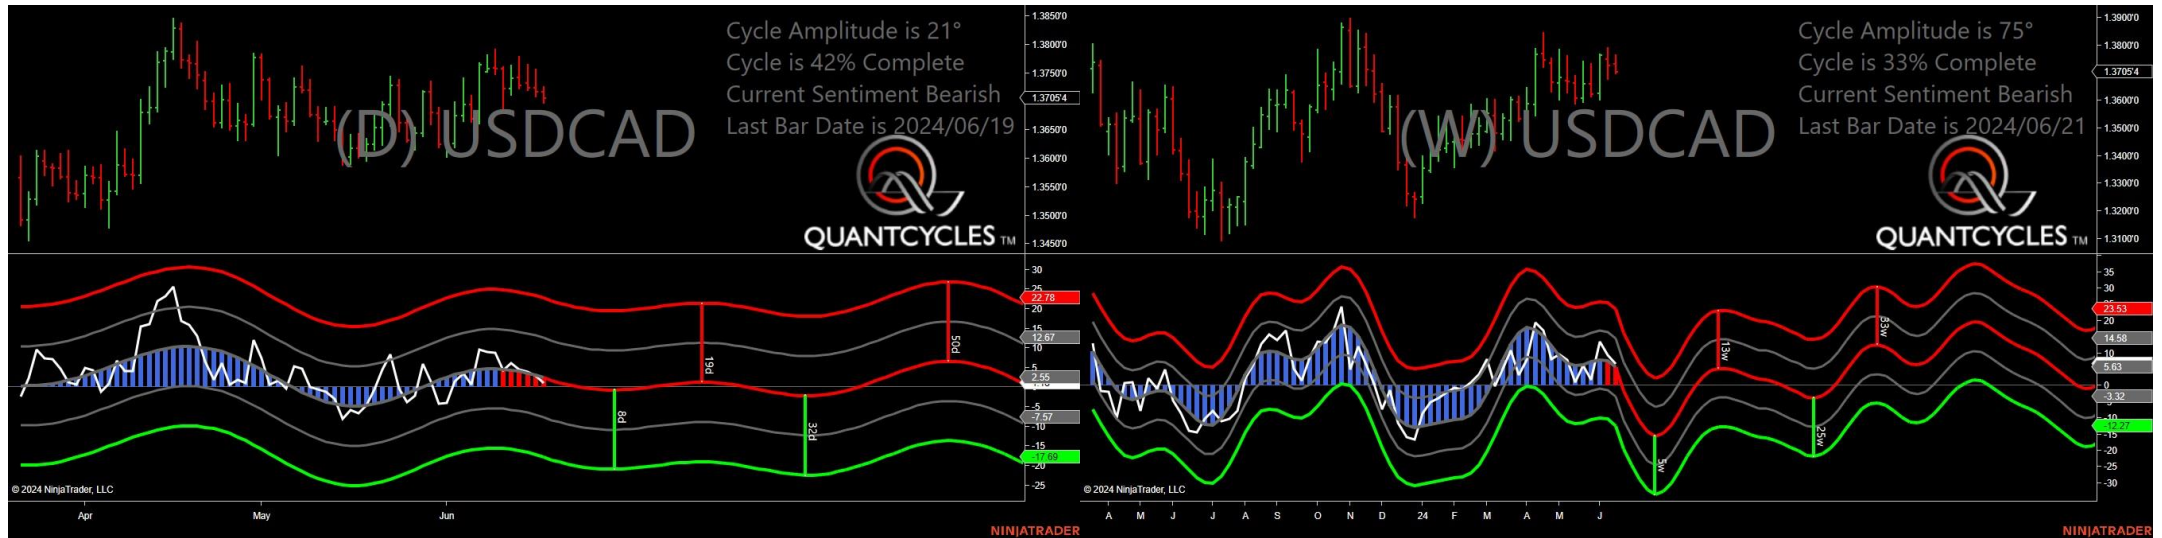 Cycle Amplitude is 21°
Cycle is 42% Complete
Current Sentiment Bearish
Last Bar Date is 2024/06/19
(D) USDCAD
QUANTCYCLES TM
1.3850'0
1.3800'0
1.3750'0
1.3705'4
1.3650'0
1.3600'0
1.3550'0
1.3500'0
1.3450'0
30
25
22.78
20
15
12.67
10
5
2.55
-5
-7.57
-10
-15
-17.69
-20
-25
19d
50d
8d
32d
© 2024 NinjaTrader, LLC
Apr May Jun
NINJATRADER
Cycle Amplitude is 75°
Cycle is 33% Complete
Current Sentiment Bearish
Last Bar Date is 2024/06/21
(W) USDCAD
QUANTCYCLES TM
1.3900'0
1.3800'0
1.3705'4
1.3600'0
1.3500'0
1.3400'0
1.3300'0
1.3200'0
1.3100'0
35
30
23.53
20
14.58
10
5.63
0
-3.32
-10
-12.27
-15
-20
-25
-30
13w
33w
5w
25w
© 2024 NinjaTrader, LLC
A M J J A S O N D 24 F M A M J
NINJATRADER